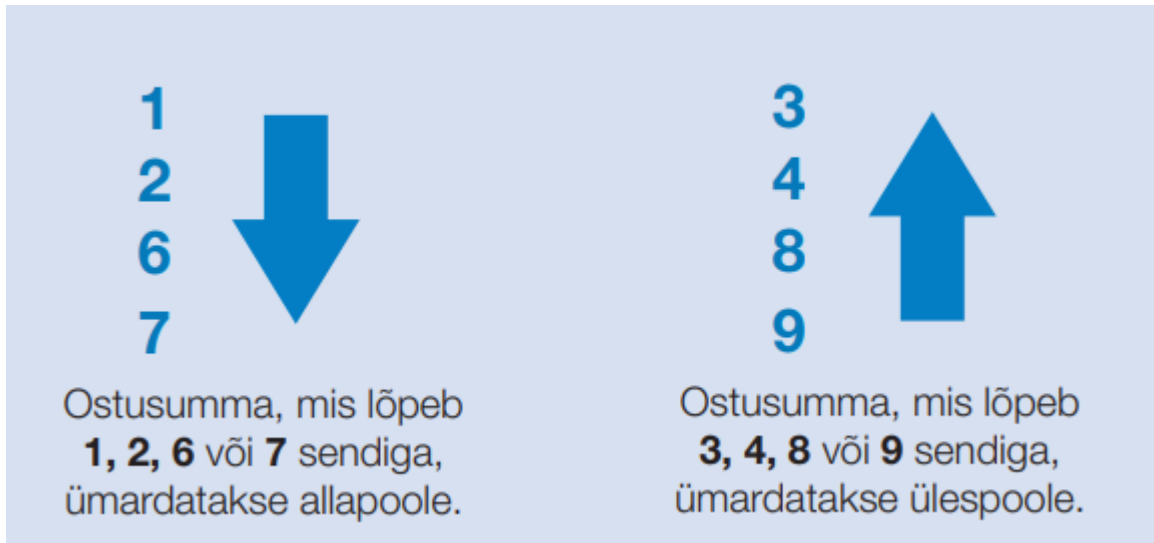 1
2
6
7
Ostusumma, mis lõpeb
1, 2, 6 või 7 sendiga,
ümardatakse allapoole.
3
4
8
9
Ostusumma, mis lõpeb
3, 4, 8 või 9 sendiga,
ümardatakse ülespoole.